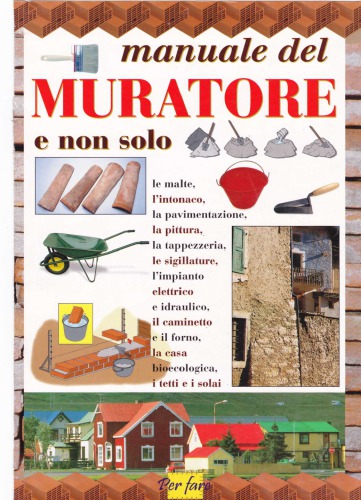 manuale del
MURATORE
e non solo
le malte,
l'intonaco,
la pavimentazione,
la pittura,
la tappezzeria,
le sigillature,
l'impianto
elettrico
e idraulico,
il caminetto
e il forno,
la casa
bioecologica,
i tetti e i solai
Per fare